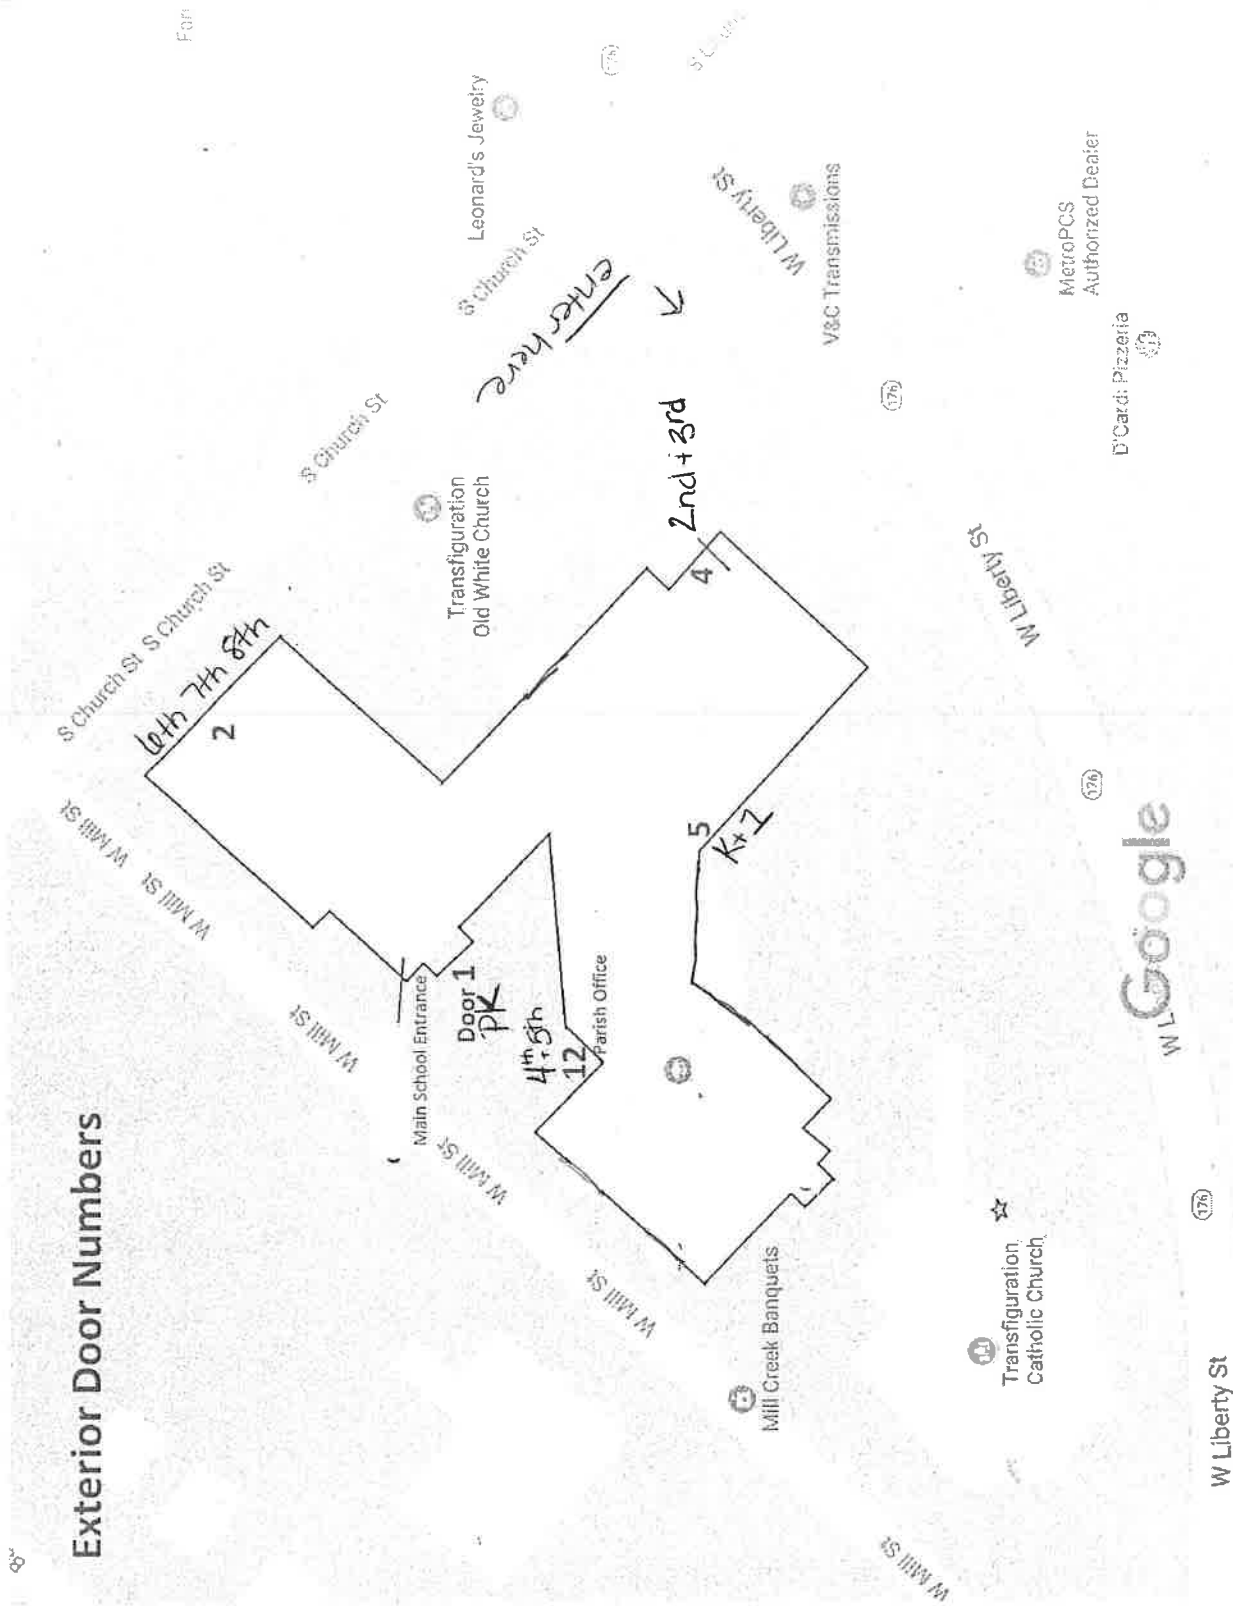 Exterior Door Numbers
S Church St
S Church St
6th 7th 8th
2
W Mill St
W Mill St
W Mill St
W Mill St
Main School Entrance
Door 1
PK
4th + 5th
12
Parish Office
W Mill St
W Mill St
W Mill St
Mill Creek Banquets
Transfiguration
Catholic Church
W Liberty St
176
Google
W L
176
5
K+1
4
2nd + 3rd
enter here
Transfiguration
Old White Church
S Church St
S Church St
Leonard's Jewelry
W Liberty St
V&C Transmissions
176
W Liberty St
MetroPCS
Authorized Dealer
D'Cardi Pizzeria